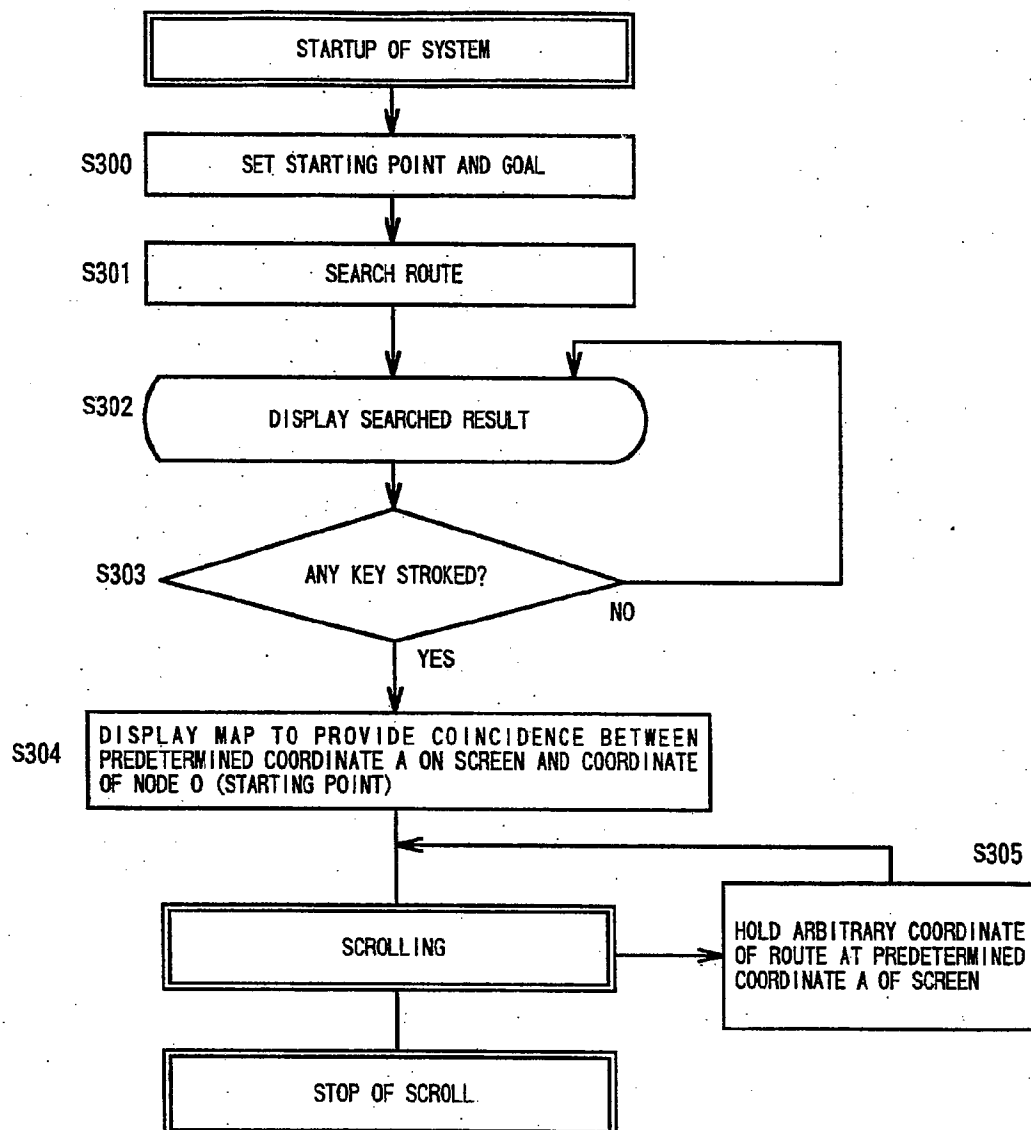 STARTUP OF SYSTEM
S300
SET STARTING POINT AND GOAL
S301
SEARCH ROUTE
S302
DISPLAY SEARCHED RESULT
S303
ANY KEY STROKED?
NO
YES
S304
DISPLAY MAP TO PROVIDE COINCIDENCE BETWEEN
PREDETERMINED COORDINATE A ON SCREEN AND COORDINATE
OF NODE 0 (STARTING POINT)
S305
SCROLLING
HOLD ARBITRARY COORDINATE
OF ROUTE AT PREDETERMINED
COORDINATE A OF SCREEN
STOP OF SCROLL